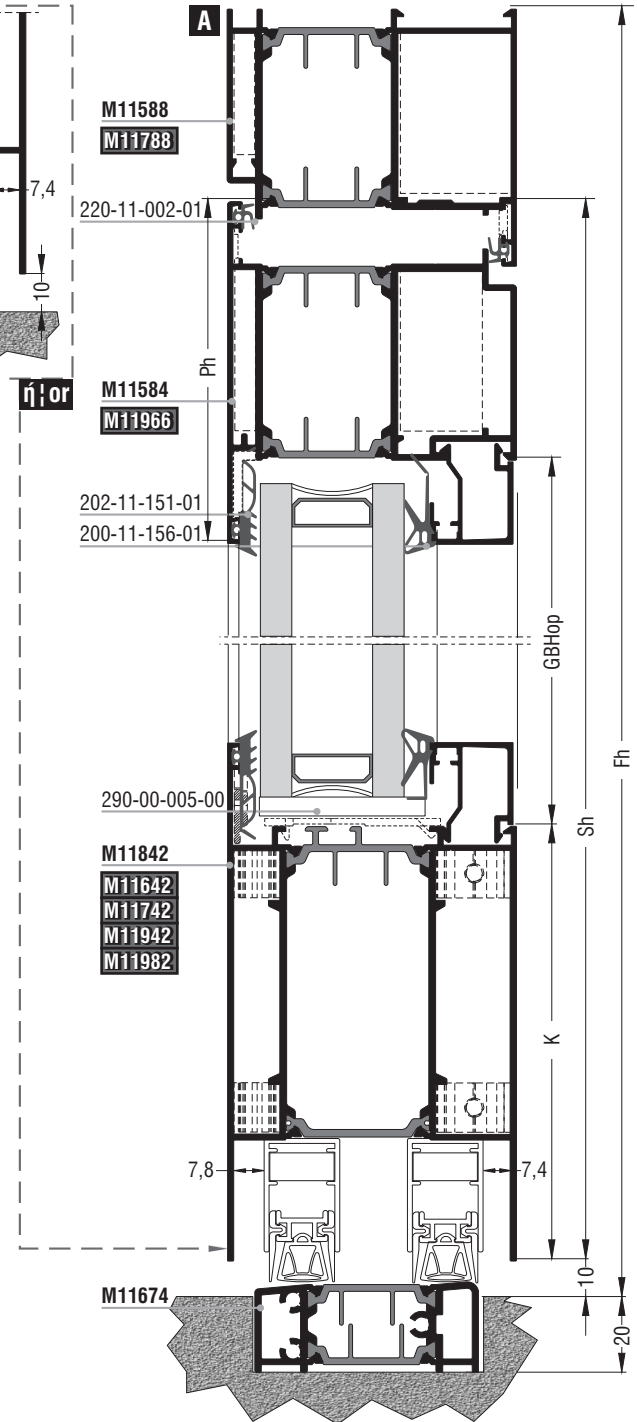 A
M11588
M11788
7,4
220-11-002-01
10
Ph
ή¦or
M11584
M11966
202-11-151-01
200-11-156-01
GBHop
Fh
Sh
290-00-005-00
M11842
M11642
M11742
M11942
M11982
K
7,8
7,4
M11674
10
20